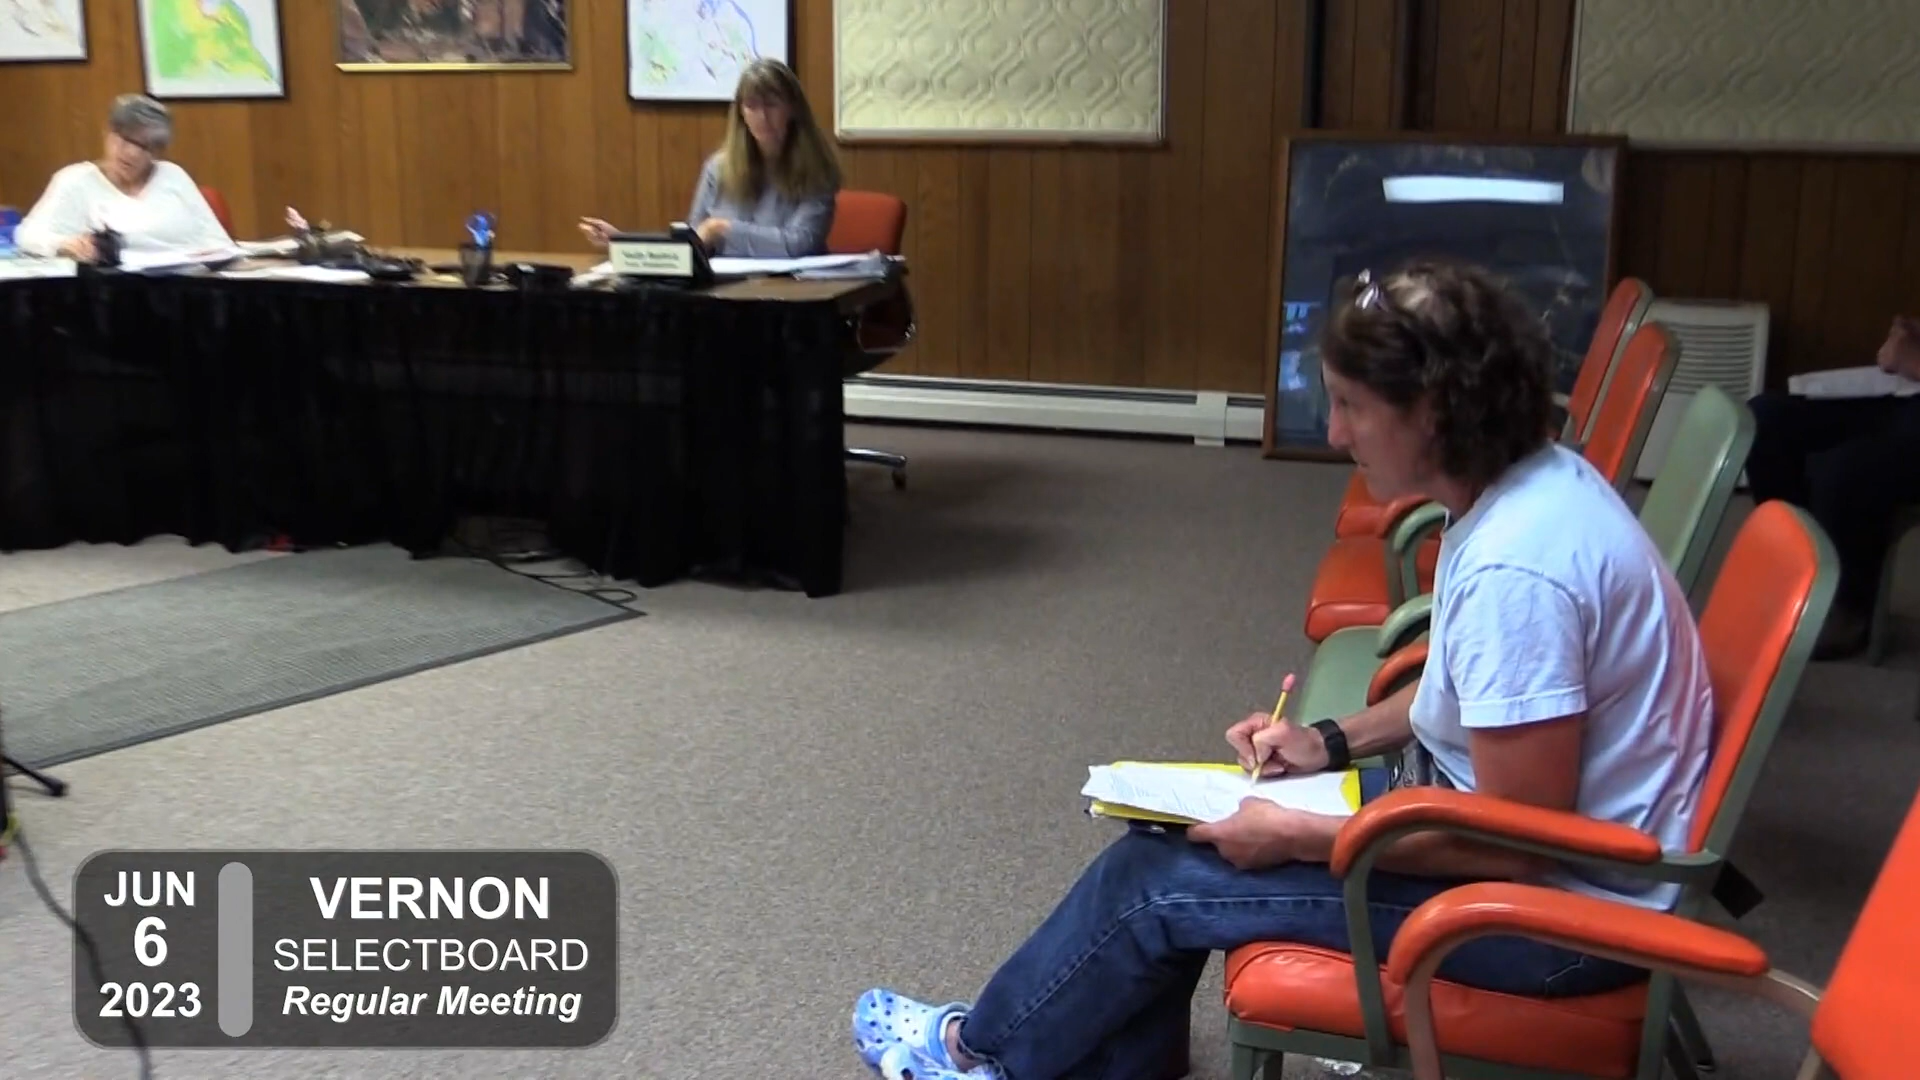 JUN
6
2023
VERNON
SELECTBOARD
Regular Meeting